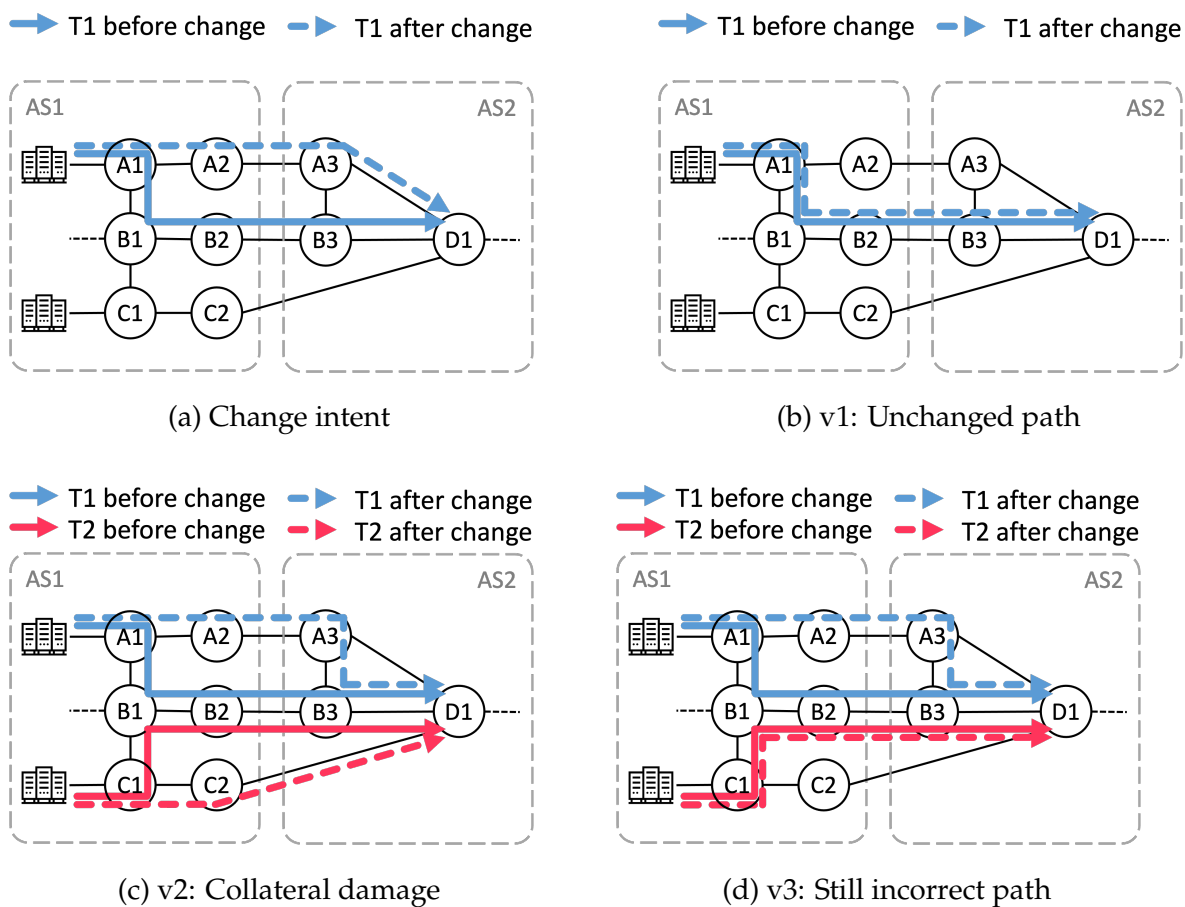 T1 before change T1 after change
AS1 AS2
A1 A2 A3
B1 B2 B3 D1
C1 C2
(a) Change intent
T1 before change T1 after change
AS1 AS2
A1 A2 A3
B1 B2 B3 D1
C1 C2
(b) v1: Unchanged path
T1 before change T1 after change
T2 before change T2 after change
AS1 AS2
A1 A2 A3
B1 B2 B3 D1
C1 C2
(c) v2: Collateral damage
T1 before change T1 after change
T2 before change T2 after change
AS1 AS2
A1 A2 A3
B1 B2 B3 D1
C1 C2
(d) v3: Still incorrect path